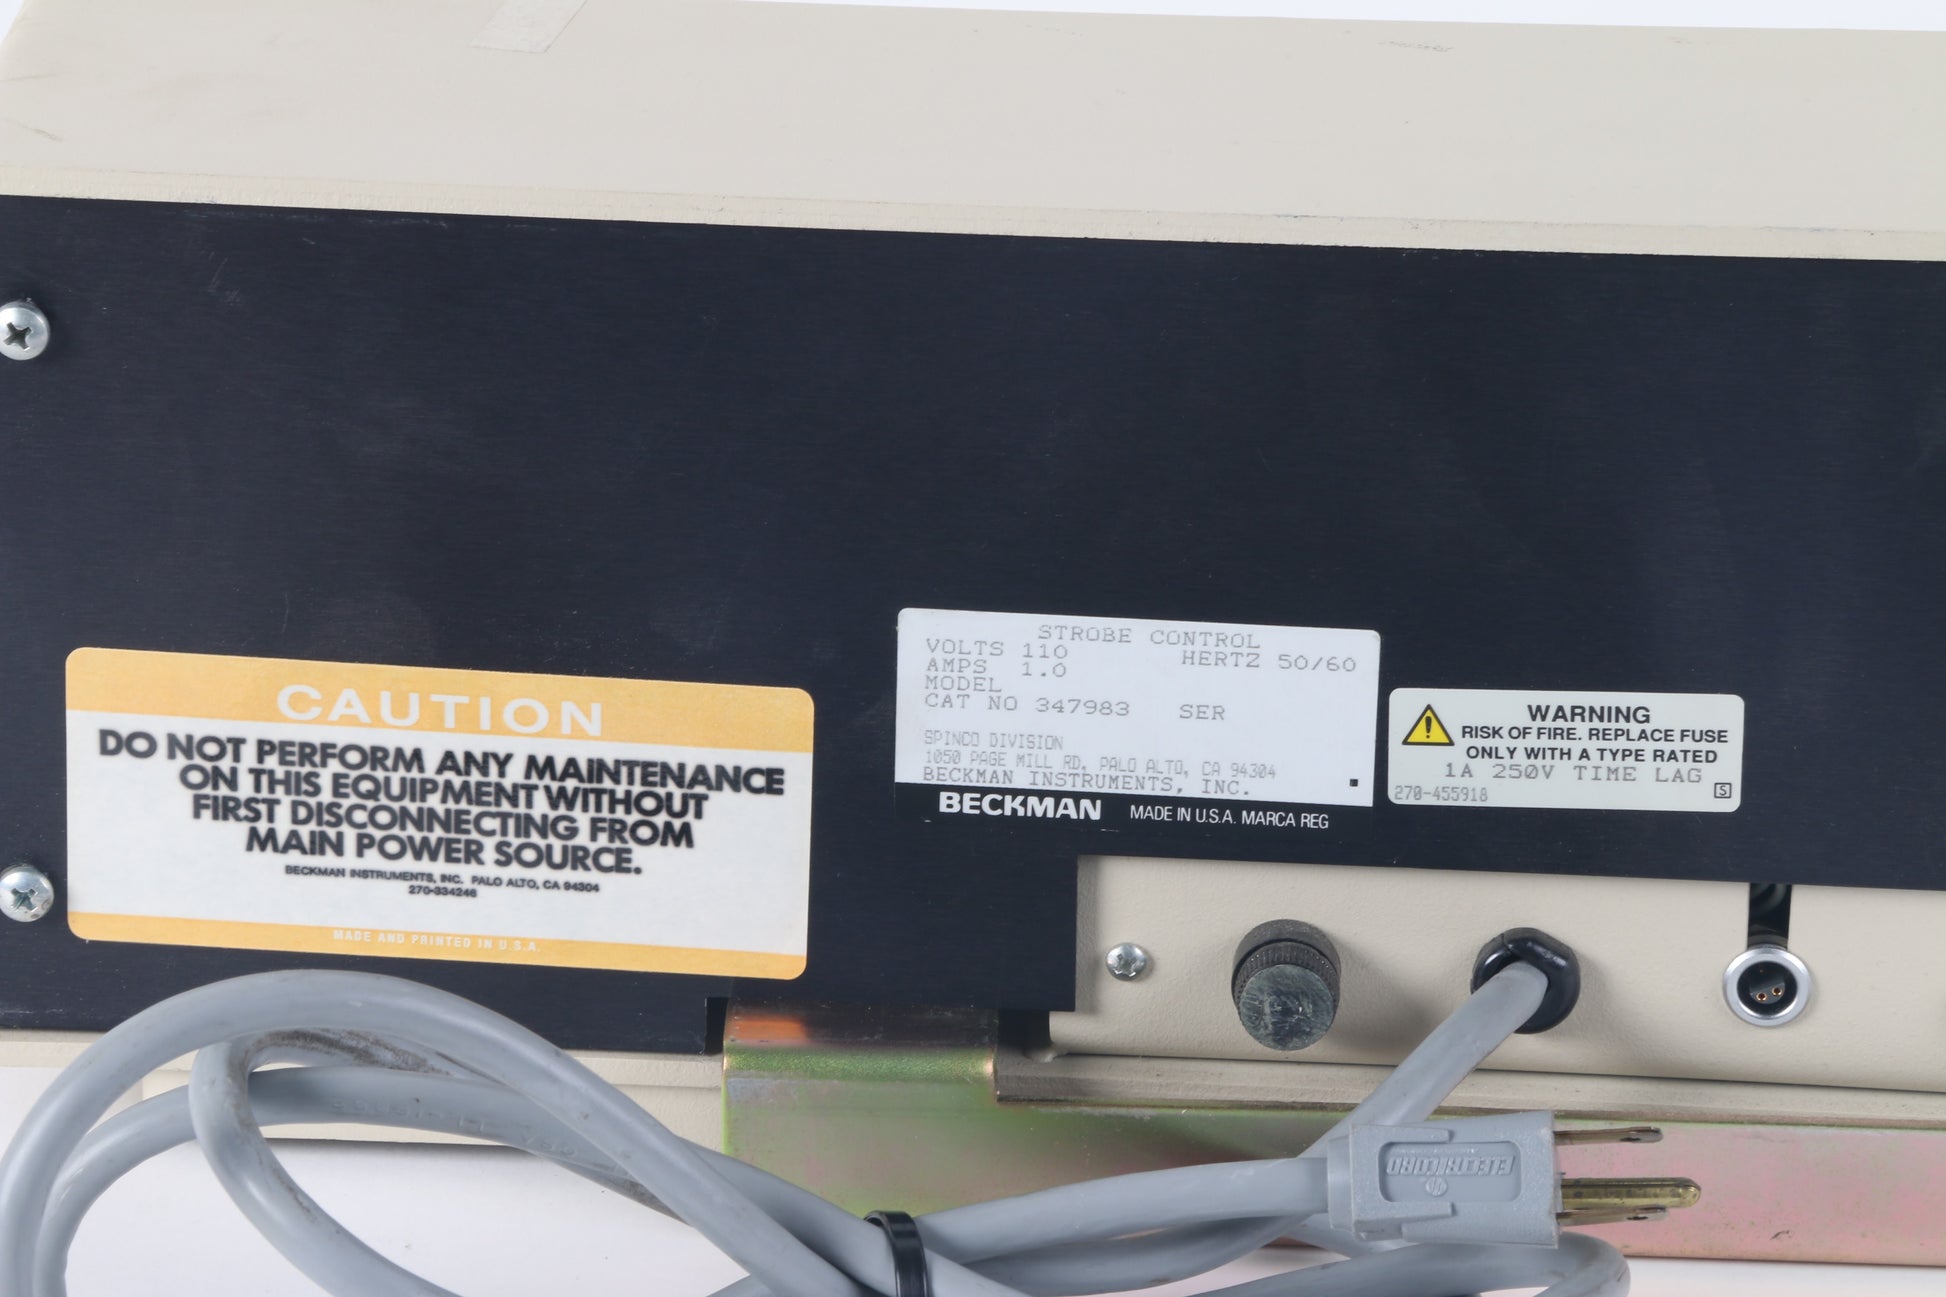 CAUTION
DO NOT PERFORM ANY MAINTENANCE
ON THIS EQUIPMENT WITHOUT
FIRST DISCONNECTING FROM
MAIN POWER SOURCE.
BECKMAN INSTRUMENTS, INC. PALO ALTO, CA 94304
270-334246
MADE AND PRINTED IN U.S.A.
STROBE CONTROL
VOLTS 110 HERTZ 50/60
AMPS 1.0
MODEL
CAT NO 347983 SER
SPINCO DIVISION
1050 PAGE MILL RD, PALO ALTO, CA 94304
BECKMAN INSTRUMENTS, INC.
BECKMAN MADE IN U.S.A. MARCA REG
WARNING
RISK OF FIRE. REPLACE FUSE
ONLY WITH A TYPE RATED
1A 250V TIME LAG
270-455918 S
ELECTRI-CORD